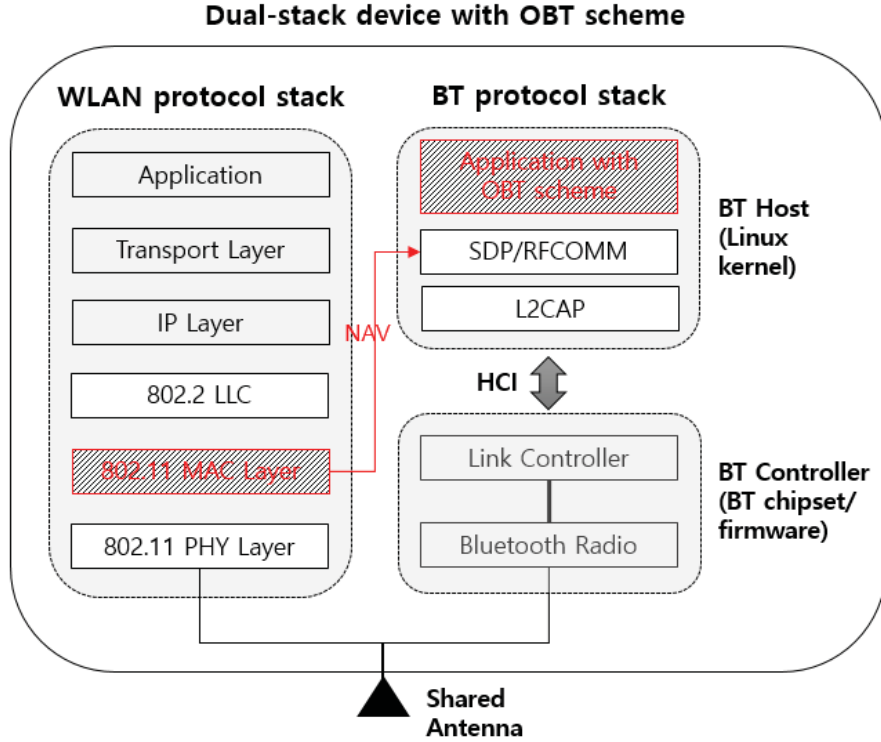 Dual-stack device with OBT scheme
WLAN protocol stack
Application
Transport Layer
IP Layer
802.2 LLC
802.11 MAC Layer
802.11 PHY Layer
NAV
BT protocol stack
Application with
OBT scheme
SDP/RFCOMM
L2CAP
BT Host
(Linux
kernel)
HCI
Link Controller
Bluetooth Radio
BT Controller
(BT chipset/
firmware)
Shared
Antenna